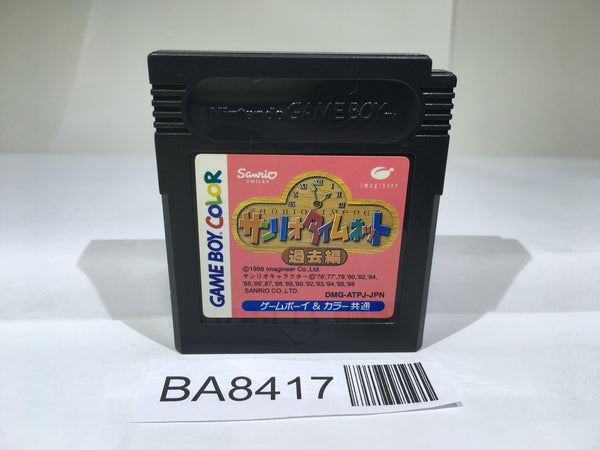 Nintendo GAMEBOY TM
Sanrio
SMILES
imagineer
GAME BOY COLOR
SANRIO TIMENET
サンリオタイムネット
過去編
©1998 Imagineer Co.,Ltd.
サンリオキャラクター ©'76,'77,'79,'80,'82,'84,
'85,'86,'87,'88,'89,'90,'92,'93,'94,'95,'98
SANRIO CO.,LTD.
DMG-ATPJ-JPN
ゲームボーイ & カラー 共通
BA8417